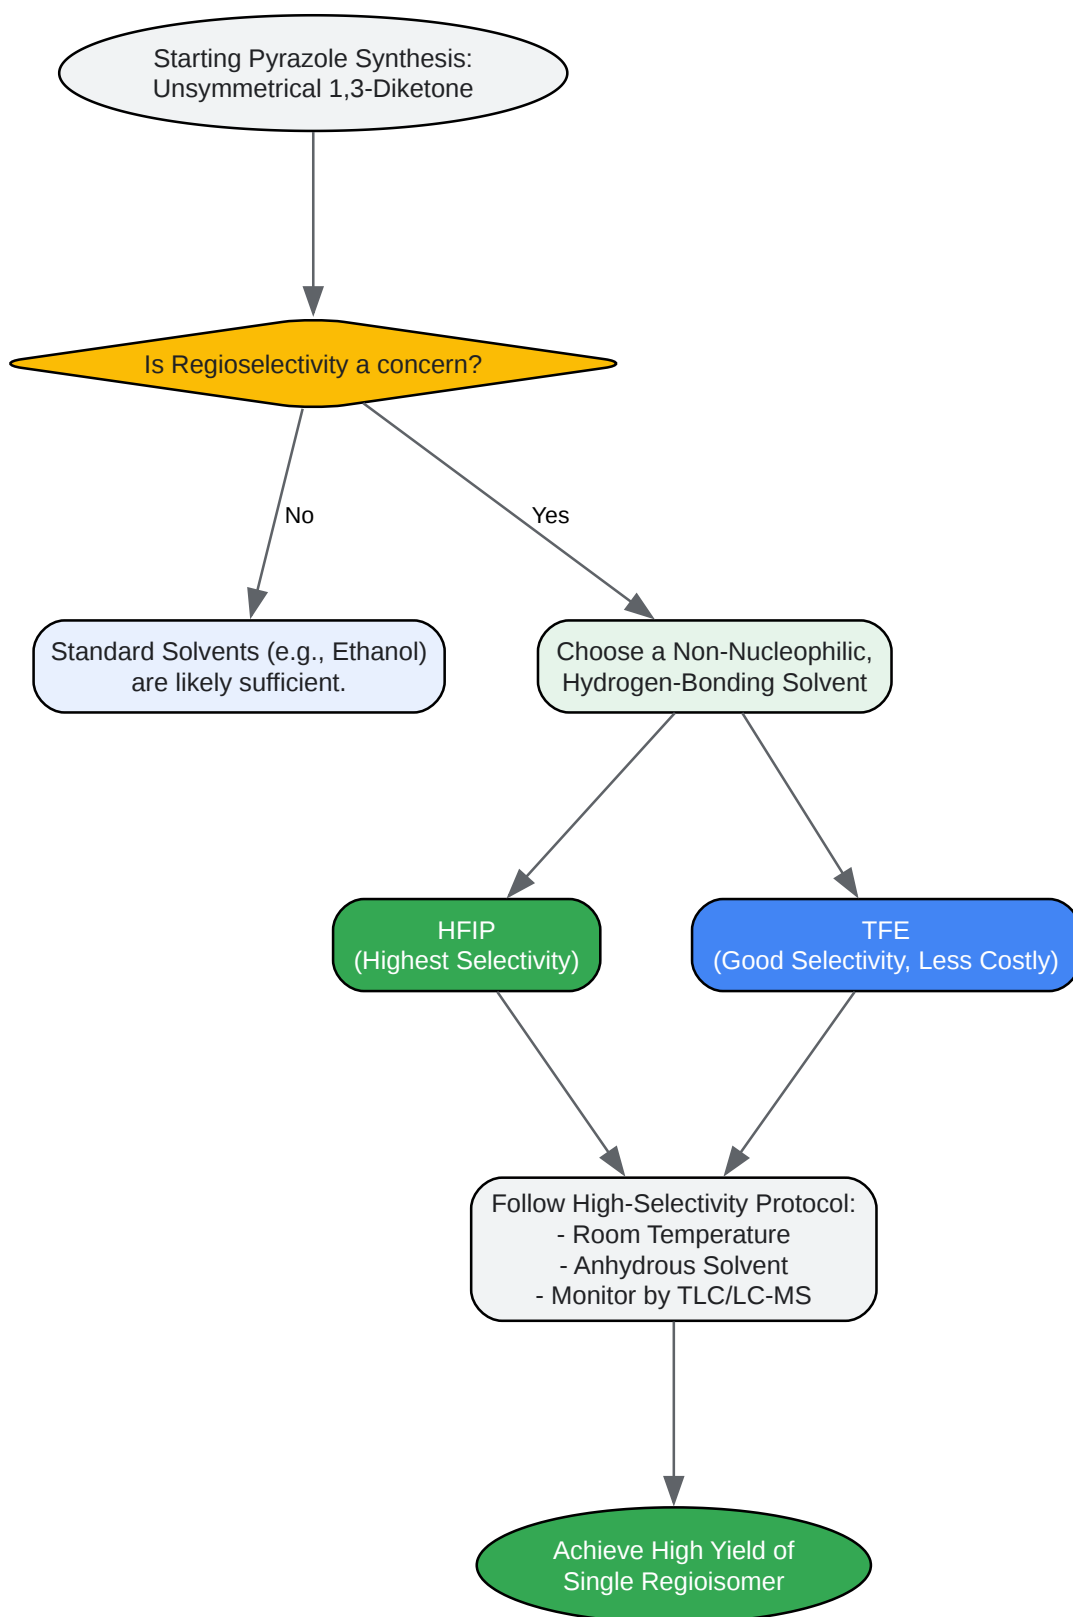 Starting Pyrazole Synthesis:
Unsymmetrical 1,3-Diketone
Is Regioselectivity a concern?
No
Yes
Standard Solvents (e.g., Ethanol)
are likely sufficient.
Choose a Non-Nucleophilic,
Hydrogen-Bonding Solvent
HFIP
(Highest Selectivity)
TFE
(Good Selectivity, Less Costly)
Follow High-Selectivity Protocol:
- Room Temperature
- Anhydrous Solvent
- Monitor by TLC/LC-MS
Achieve High Yield of
Single Regioisomer